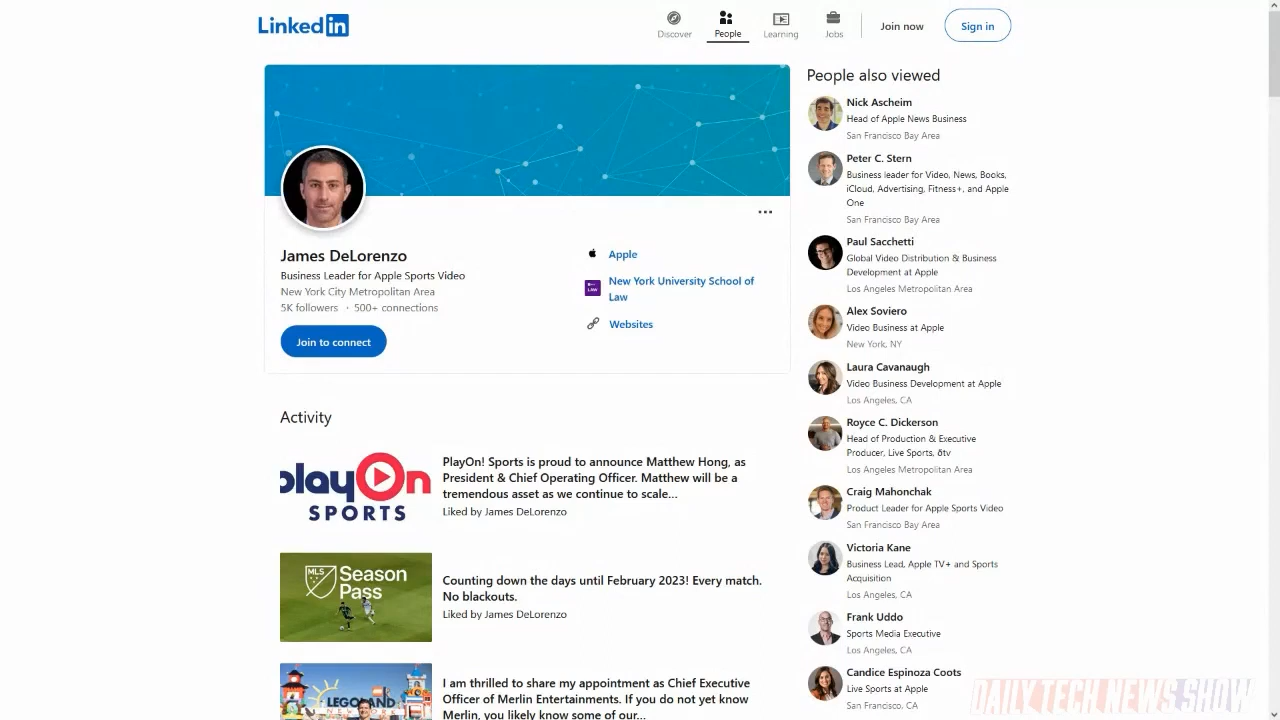 LinkedIn
Discover
People
Learning
Jobs
Join now
Sign in
James DeLorenzo
Business Leader for Apple Sports Video
New York City Metropolitan Area
5K followers · 500+ connections
Join to connect
Apple
LAW
New York University School of
Law
Websites
Activity
playOn
SPORTS
PlayOn! Sports is proud to announce Matthew Hong, as
President & Chief Operating Officer. Matthew will be a
tremendous asset as we continue to scale...
Liked by James DeLorenzo
MLS
Season
Pass
Counting down the days until February 2023! Every match.
No blackouts.
Liked by James DeLorenzo
LEGOLAND
NEW YORK
I am thrilled to share my appointment as Chief Executive
Officer of Merlin Entertainments. If you do not yet know
Merlin, you likely know some of our...
People also viewed
Nick Ascheim
Head of Apple News Business
San Francisco Bay Area
Peter C. Stern
Business leader for Video, News, Books,
iCloud, Advertising, Fitness+, and Apple
One
San Francisco Bay Area
Paul Sacchetti
Global Video Distribution & Business
Development at Apple
Los Angeles Metropolitan Area
Alex Soviero
Video Business at Apple
New York, NY
Laura Cavanaugh
Video Business Development at Apple
Los Angeles, CA
Royce C. Dickerson
Head of Production & Executive
Producer, Live Sports, tv
Los Angeles Metropolitan Area
Craig Mahonchak
Product Leader for Apple Sports Video
San Francisco Bay Area
Victoria Kane
Business Lead, Apple TV+ and Sports
Acquisition
Los Angeles, CA
Frank Uddo
Sports Media Executive
Los Angeles, CA
Candice Espinoza Coots
Live Sports at Apple
San Francisco, CA
DAILY TECH NEWS SHOW